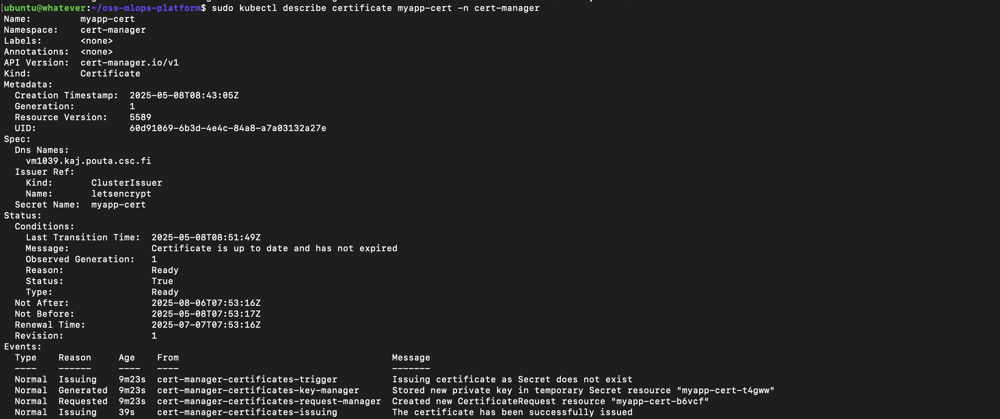 ubuntu@whatever:~/oss-mlops-platform$ sudo kubectl describe certificate myapp-cert -n cert-manager
Name:         myapp-cert
Namespace:    cert-manager
Labels:       <none>
Annotations:  <none>
API Version:  cert-manager.io/v1
Kind:         Certificate
Metadata:
  Creation Timestamp:  2025-05-08T08:43:05Z
  Generation:          1
  Resource Version:    5589
  UID:                 60d91069-6b3d-4e4c-84a8-a7a03132a27e
Spec:
  Dns Names:
    vm1039.kaj.pouta.csc.fi
  Issuer Ref:
    Kind:       ClusterIssuer
    Name:       letsencrypt
  Secret Name:  myapp-cert
Status:
  Conditions:
    Last Transition Time:  2025-05-08T08:51:49Z
    Message:               Certificate is up to date and has not expired
    Observed Generation:   1
    Reason:                Ready
    Status:                True
    Type:                  Ready
  Not After:               2025-08-06T07:53:16Z
  Not Before:              2025-05-08T07:53:17Z
  Renewal Time:            2025-07-07T07:53:16Z
  Revision:                1
Events:
  Type    Reason     Age    From                                       Message
  ----    ------     ----   ----                                       -------
  Normal  Issuing    9m23s  cert-manager-certificates-trigger          Issuing certificate as Secret does not exist
  Normal  Generated  9m23s  cert-manager-certificates-key-manager      Stored new private key in temporary Secret resource "myapp-cert-t4gww"
  Normal  Requested  9m23s  cert-manager-certificates-request-manager  Created new CertificateRequest resource "myapp-cert-b6vcf"
  Normal  Issuing    39s    cert-manager-certificates-issuing          The certificate has been successfully issued